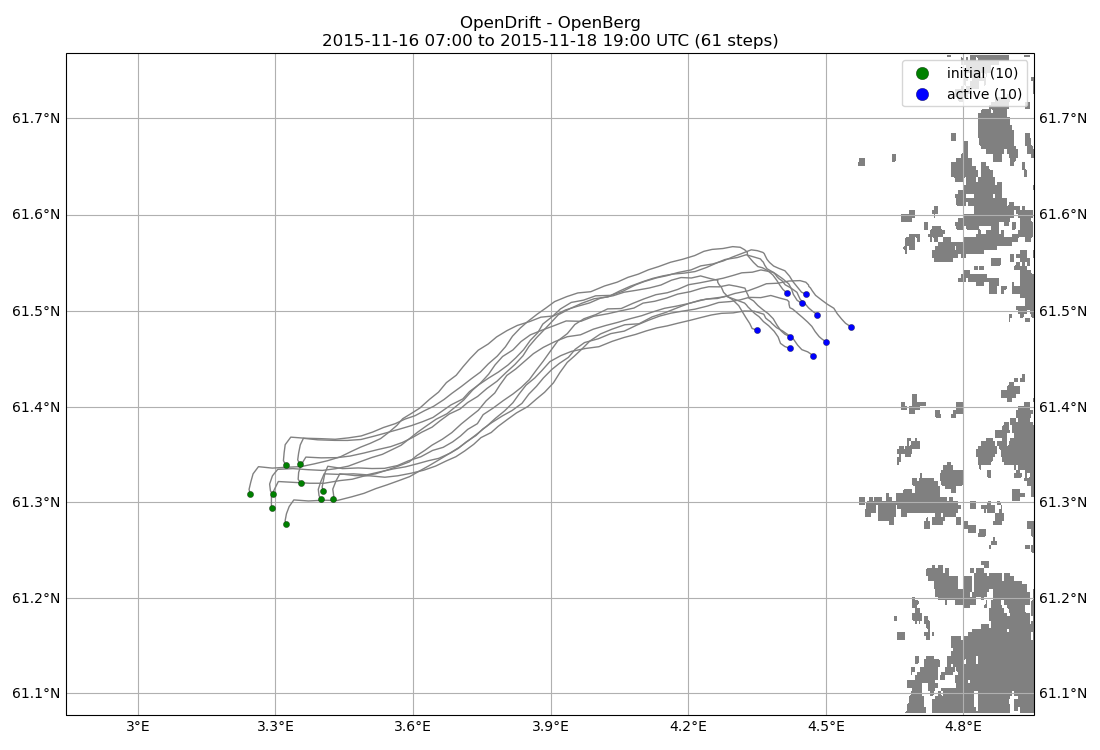 OpenDrift - OpenBerg
2015-11-16 07:00 to 2015-11-18 19:00 UTC (61 steps)
initial (10)
active (10)
61.7°N
61.7°N
61.6°N
61.6°N
61.5°N
61.5°N
61.4°N
61.4°N
61.3°N
61.3°N
61.2°N
61.2°N
61.1°N
61.1°N
3°E
3.3°E
3.6°E
3.9°E
4.2°E
4.5°E
4.8°E